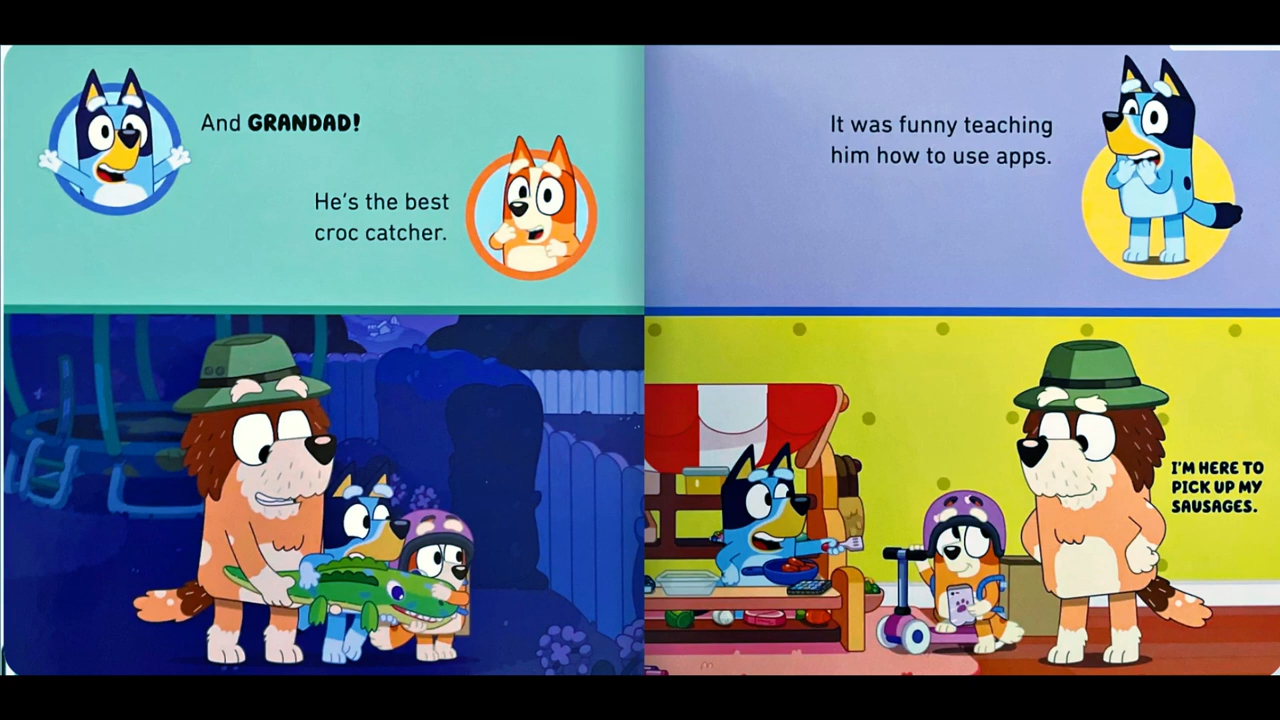 And GRANDAD!
He's the best
croc catcher.
It was funny teaching
him how to use apps.
I'M HERE TO
PICK UP MY
SAUSAGES.